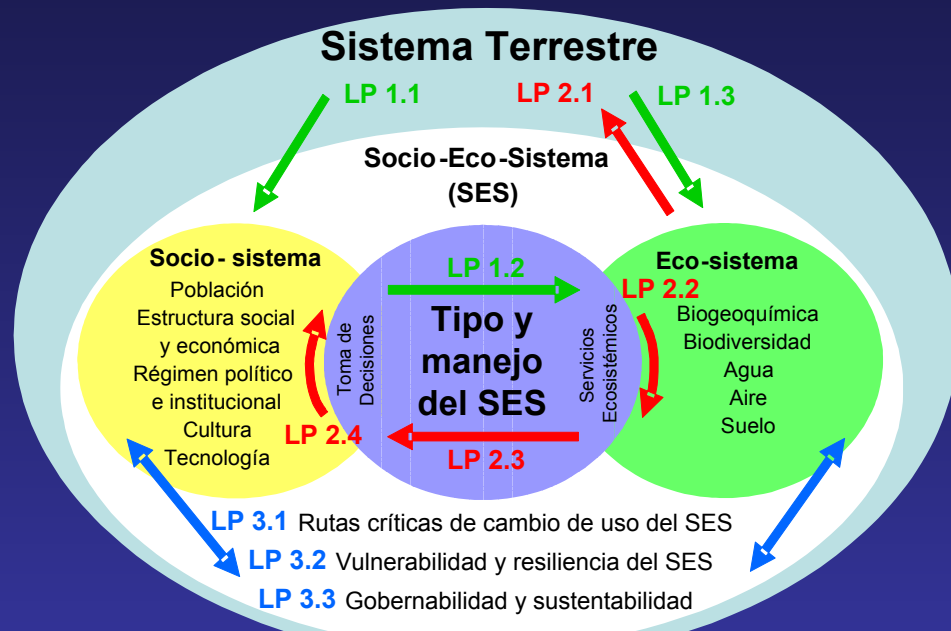 Sistema Terrestre
LP 1.1
LP 2.1
LP 1.3
Socio-Eco-Sistema
(SES)
Socio- sistema
Población
Estructura social
y económica
Régimen político
e institucional
Cultura
Tecnología
LP 1.2
Toma de
Decisiones
Tipo y
manejo
del SES
Servicios
Ecosistémicos
LP 2.4
LP 2.3
Eco-sistema
LP 2.2
Biogeoquímica
Biodiversidad
Agua
Aire
Suelo
LP 3.1 Rutas críticas de cambio de uso del SES
LP 3.2 Vulnerabilidad y resiliencia del SES
LP 3.3 Gobernabilidad y sustentabilidad